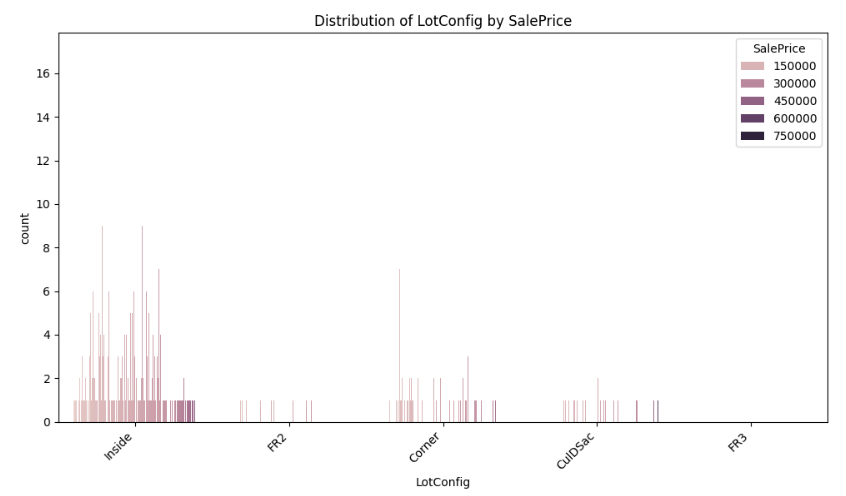 Distribution of LotConfig by SalePrice
SalePrice
150000
300000
450000
600000
750000
16
14
12
10
8
6
4
2
0
count
Inside
FR2
Corner
CulDSac
FR3
LotConfig